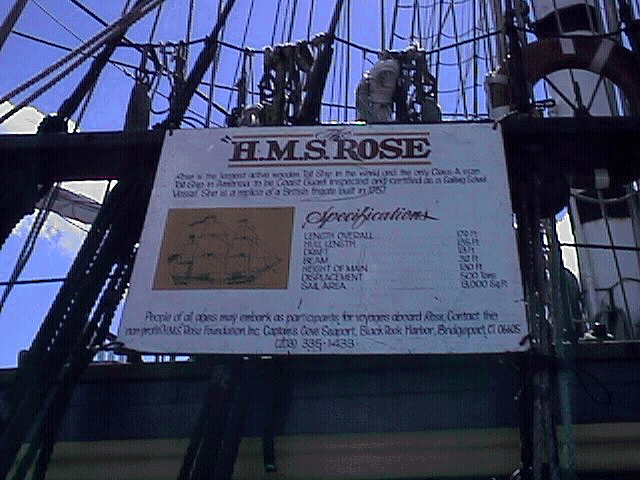 "The
H.M.S. ROSE
Rose is the largest active wooden Tall Ship in the world and the only Class-A size
Tall Ship in America to be Coast Guard inspected and certified as a Sailing School
Vessel. She is a replica of a British frigate built in 1757.
Specifications
LENGTH OVERALL 179 Ft
HULL LENGTH Ft
DRAFT 13 Ft
BEAM 32 Ft
HEIGHT OF MAIN 130 Ft
DISPLACEMENT 500 Tons
SAIL AREA 13,000 Sq.Ft
People of all ages may embark as participants for voyages aboard Rose. Contact the
non-profit H.M.S. Rose Foundation, Inc. Captain's Cove Seaport, Black Rock Harbor, Bridgeport, Ct. 06605
(203) 335-1433